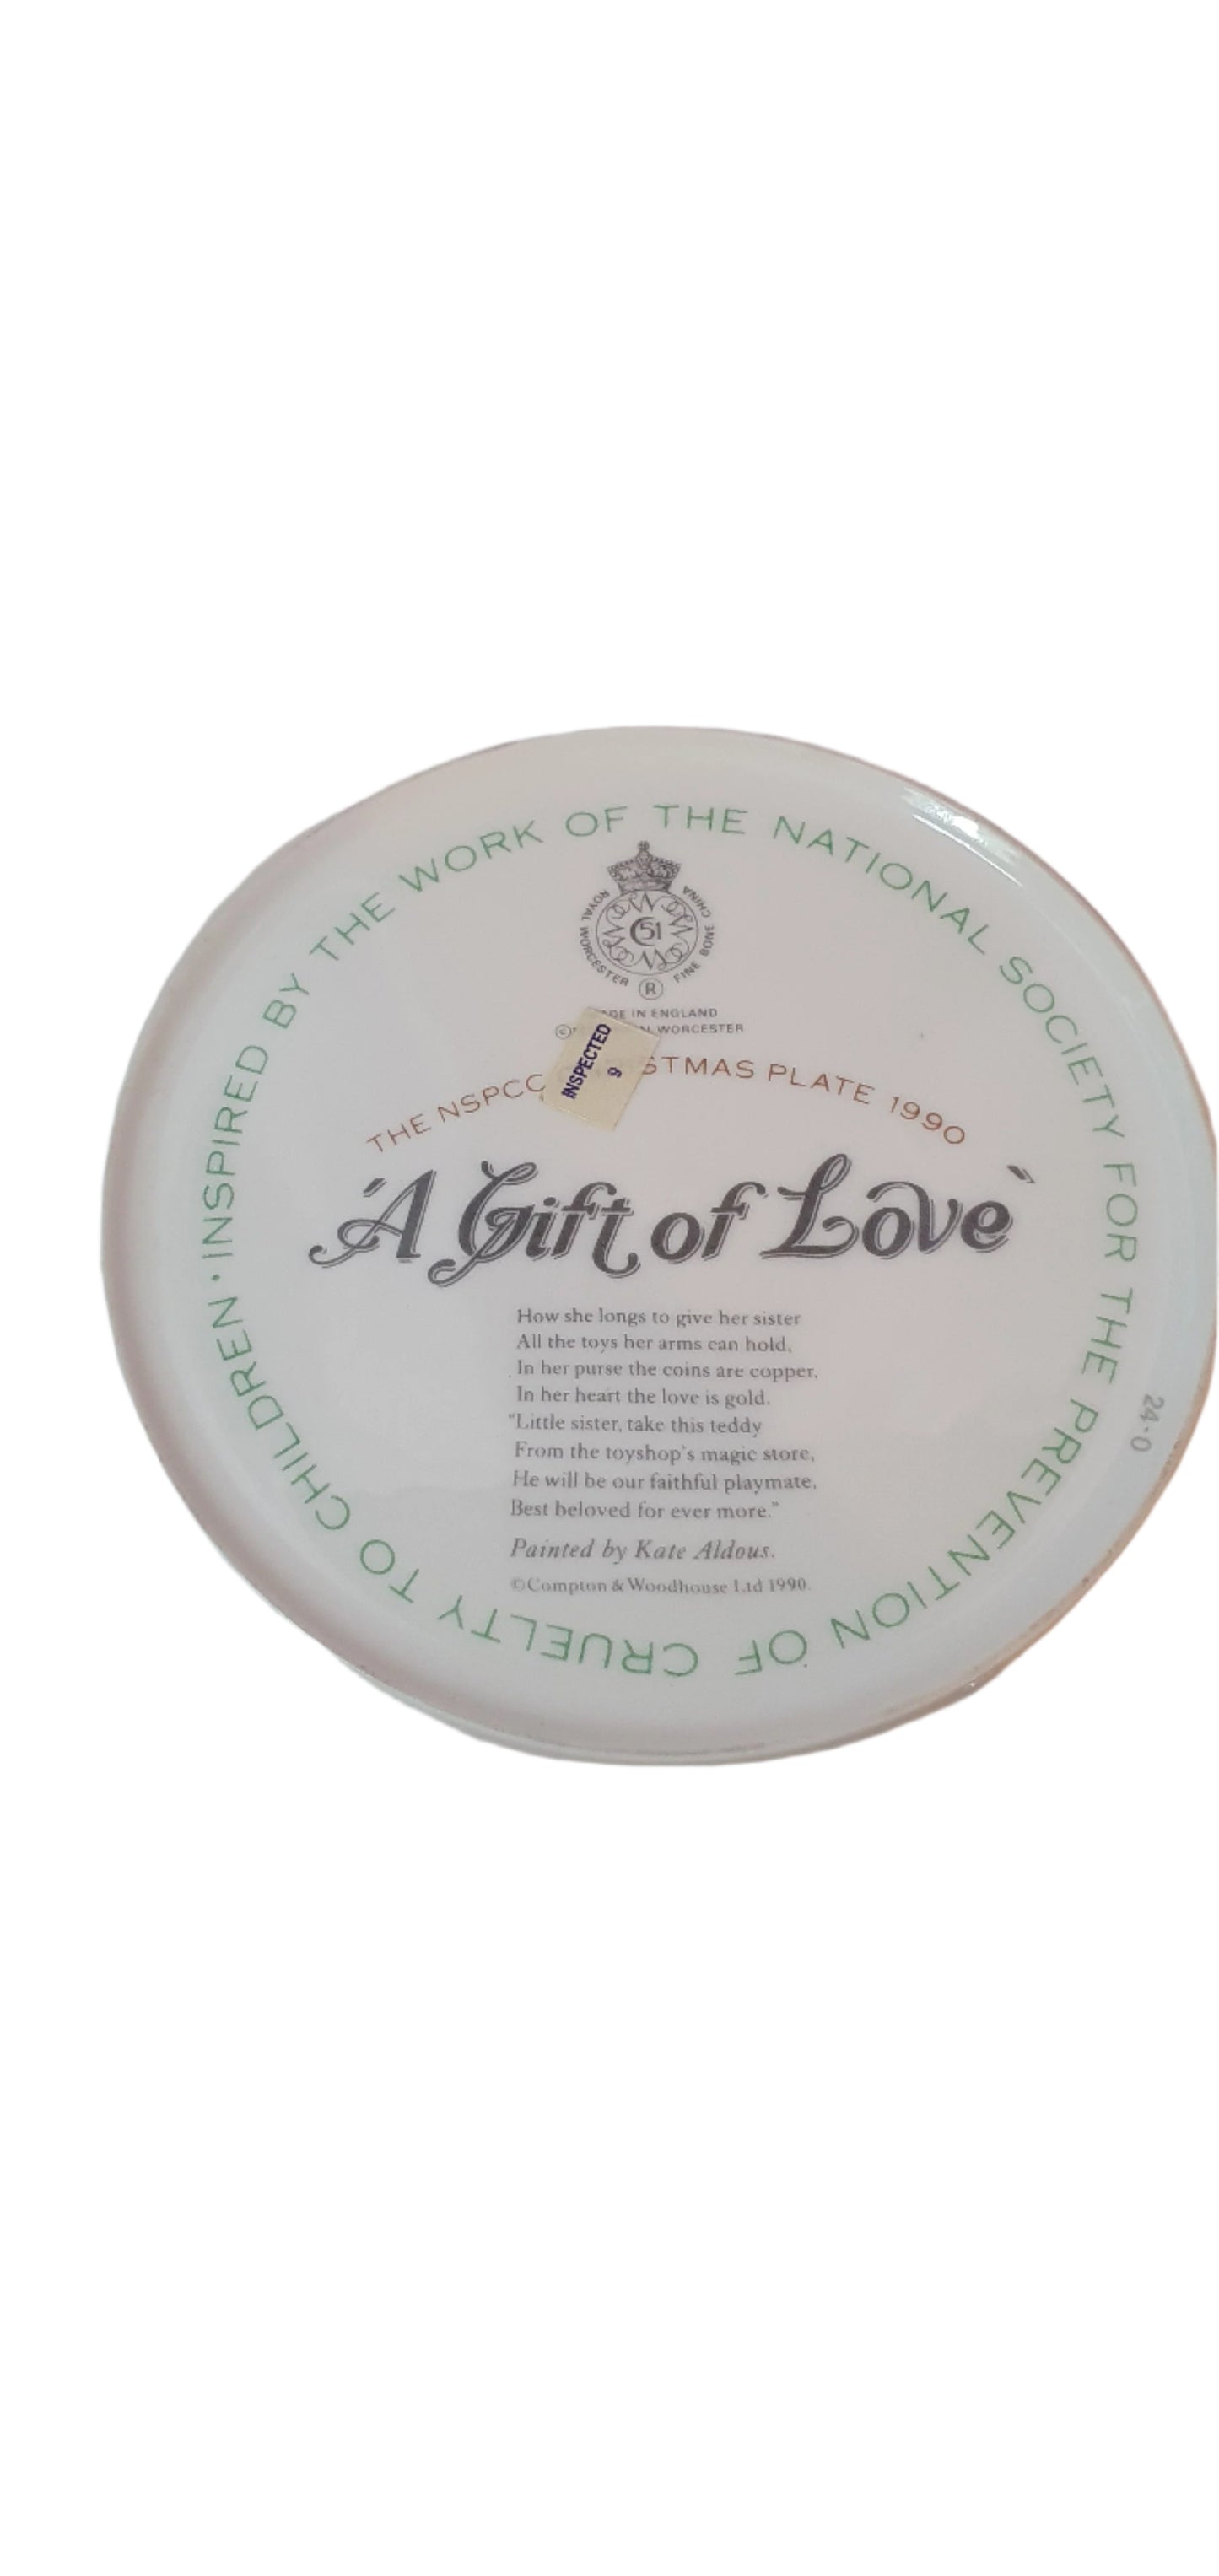 INSPIRED BY THE WORK OF THE NATIONAL SOCIETY FOR THE PREVENTION OF CRUELTY TO CHILDREN ·
ROYAL WORCESTER FINE BONE CHINA
C 51
®
IN ENGLAND
© WORCESTER
INSPECTED
9
THE NSPCC PLATE 1990
'A Gift of Love'
How she longs to give her sister
All the toys her arms can hold,
In her purse the coins are copper,
In her heart the love is gold.
"Little sister, take this teddy
From the toyshop's magic store,
He will be our faithful playmate,
Best beloved for ever more."
Painted by Kate Aldous.
© Compton & Woodhouse Ltd 1990.
24·0